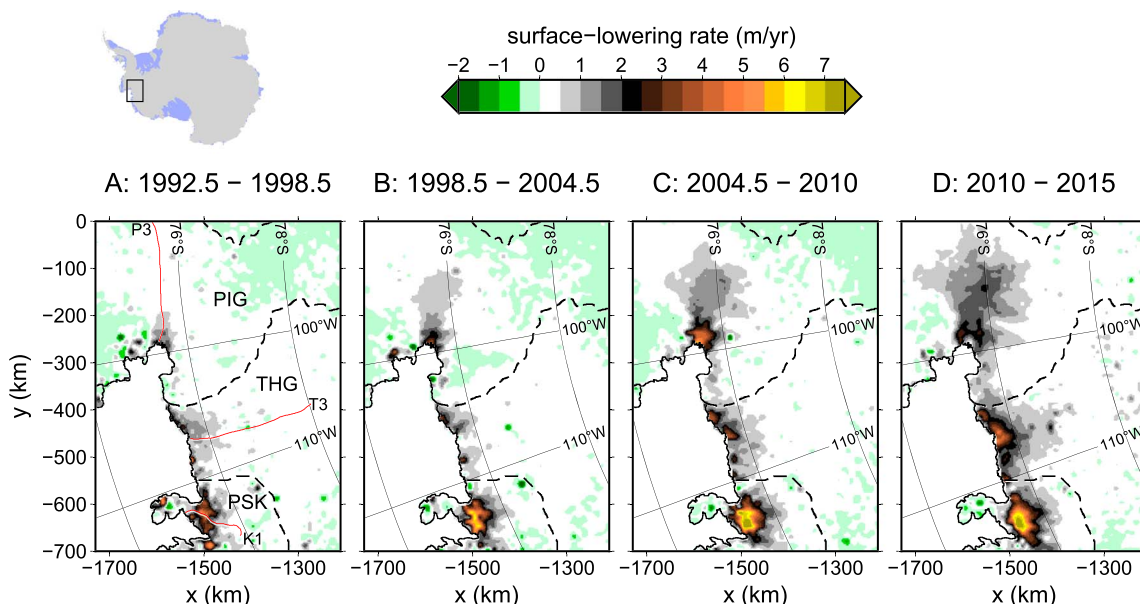 surface−lowering rate (m/yr)
−2 −1 0 1 2 3 4 5 6 7
A: 1992.5 − 1998.5
B: 1998.5 − 2004.5
C: 2004.5 − 2010
D: 2010 − 2015
y (km)
0
−100
−200
−300
−400
−500
−600
−700
P3
76°S
78°S
PIG
100°W
THG
T3
110°W
PSK
K1
76°S
78°S
100°W
110°W
76°S
78°S
100°W
110°W
76°S
78°S
100°W
110°W
−1700 −1500 −1300
−1700 −1500 −1300
−1700 −1500 −1300
−1700 −1500 −1300
x (km)
x (km)
x (km)
x (km)